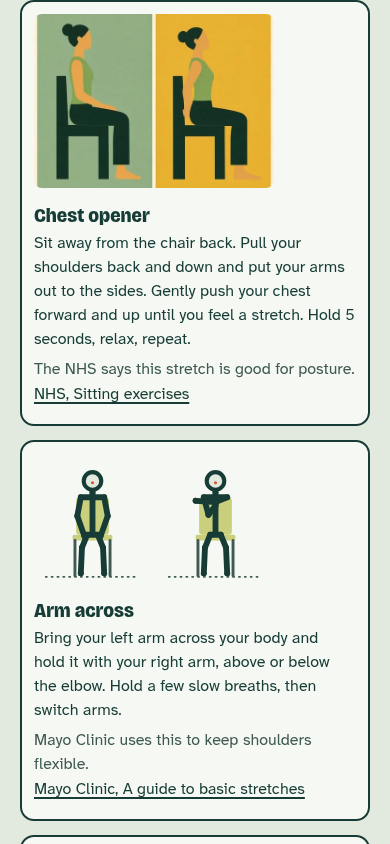 Chest opener
Sit away from the chair back. Pull your
shoulders back and down and put your arms
out to the sides. Gently push your chest
forward and up until you feel a stretch. Hold 5
seconds, relax, repeat.
The NHS says this stretch is good for posture.
NHS, Sitting exercises
Arm across
Bring your left arm across your body and
hold it with your right arm, above or below
the elbow. Hold a few slow breaths, then
switch arms.
Mayo Clinic uses this to keep shoulders
flexible.
Mayo Clinic, A guide to basic stretches